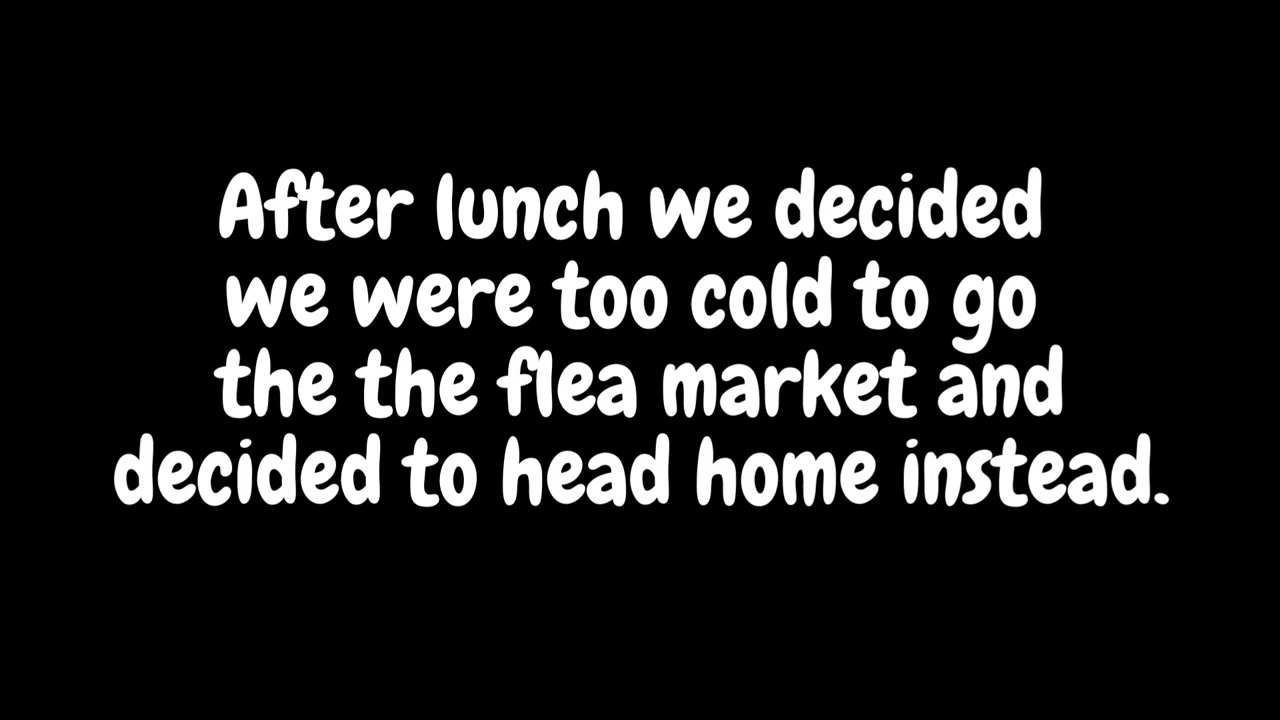 After lunch we decided
we were too cold to go
the the flea market and
decided to head home instead.